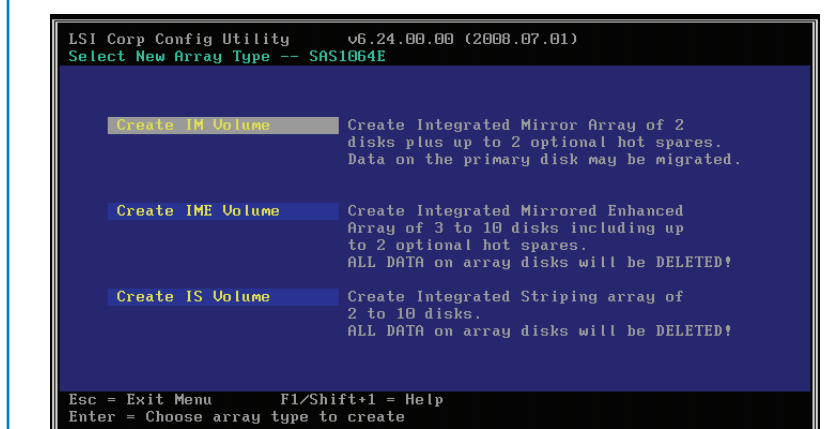 LSI Corp Config Utility v6.24.00.00 (2008.07.01)
Select New Array Type -- SAS1064E
Create IM Volume Create Integrated Mirror Array of 2
disks plus up to 2 optional hot spares.
Data on the primary disk may be migrated.
Create IME Volume Create Integrated Mirrored Enhanced
Array of 3 to 10 disks including up
to 2 optional hot spares.
ALL DATA on array disks will be DELETED!
Create IS Volume Create Integrated Striping array of
2 to 10 disks.
ALL DATA on array disks will be DELETED!
Esc = Exit Menu F1/Shift+1 = Help
Enter = Choose array type to create